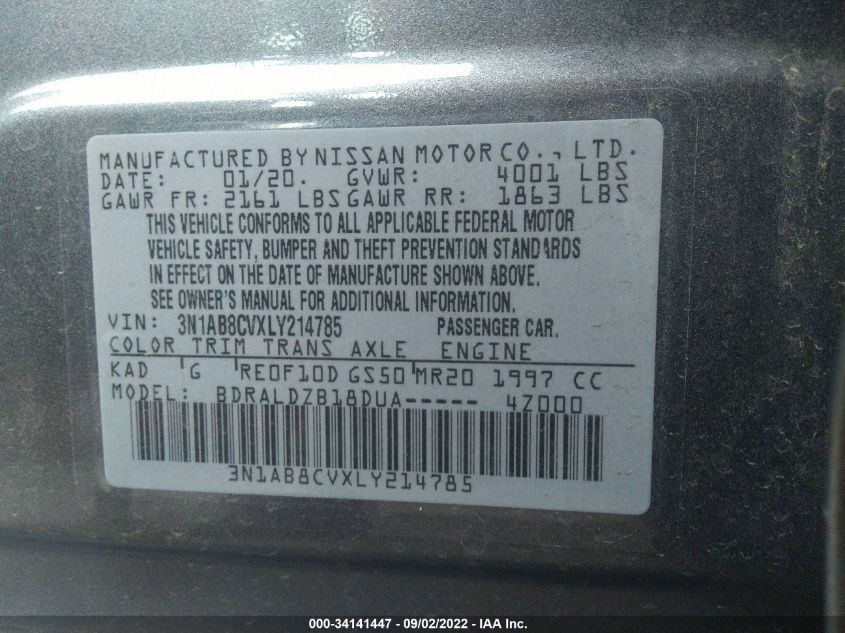 MANUFACTURED BY NISSAN MOTOR CO., LTD.
DATE: 01/20. GVWR: 4001 LBS
GAWR FR: 2161 LBS GAWR RR: 1863 LBS
THIS VEHICLE CONFORMS TO ALL APPLICABLE FEDERAL MOTOR
VEHICLE SAFETY, BUMPER AND THEFT PREVENTION STANDARDS
IN EFFECT ON THE DATE OF MANUFACTURE SHOWN ABOVE.
SEE OWNER'S MANUAL FOR ADDITIONAL INFORMATION.
VIN: 3N1AB8CVXLY214785 PASSENGER CAR.
COLOR TRIM TRANS AXLE ENGINE
KAD G RE0F10D GS50 MR20 1997 CC
MODEL: BDRALDZB18DUA----- 4Z000
3N1AB8CVXLY214785
000-34141447 - 09/02/2022 - IAA Inc.